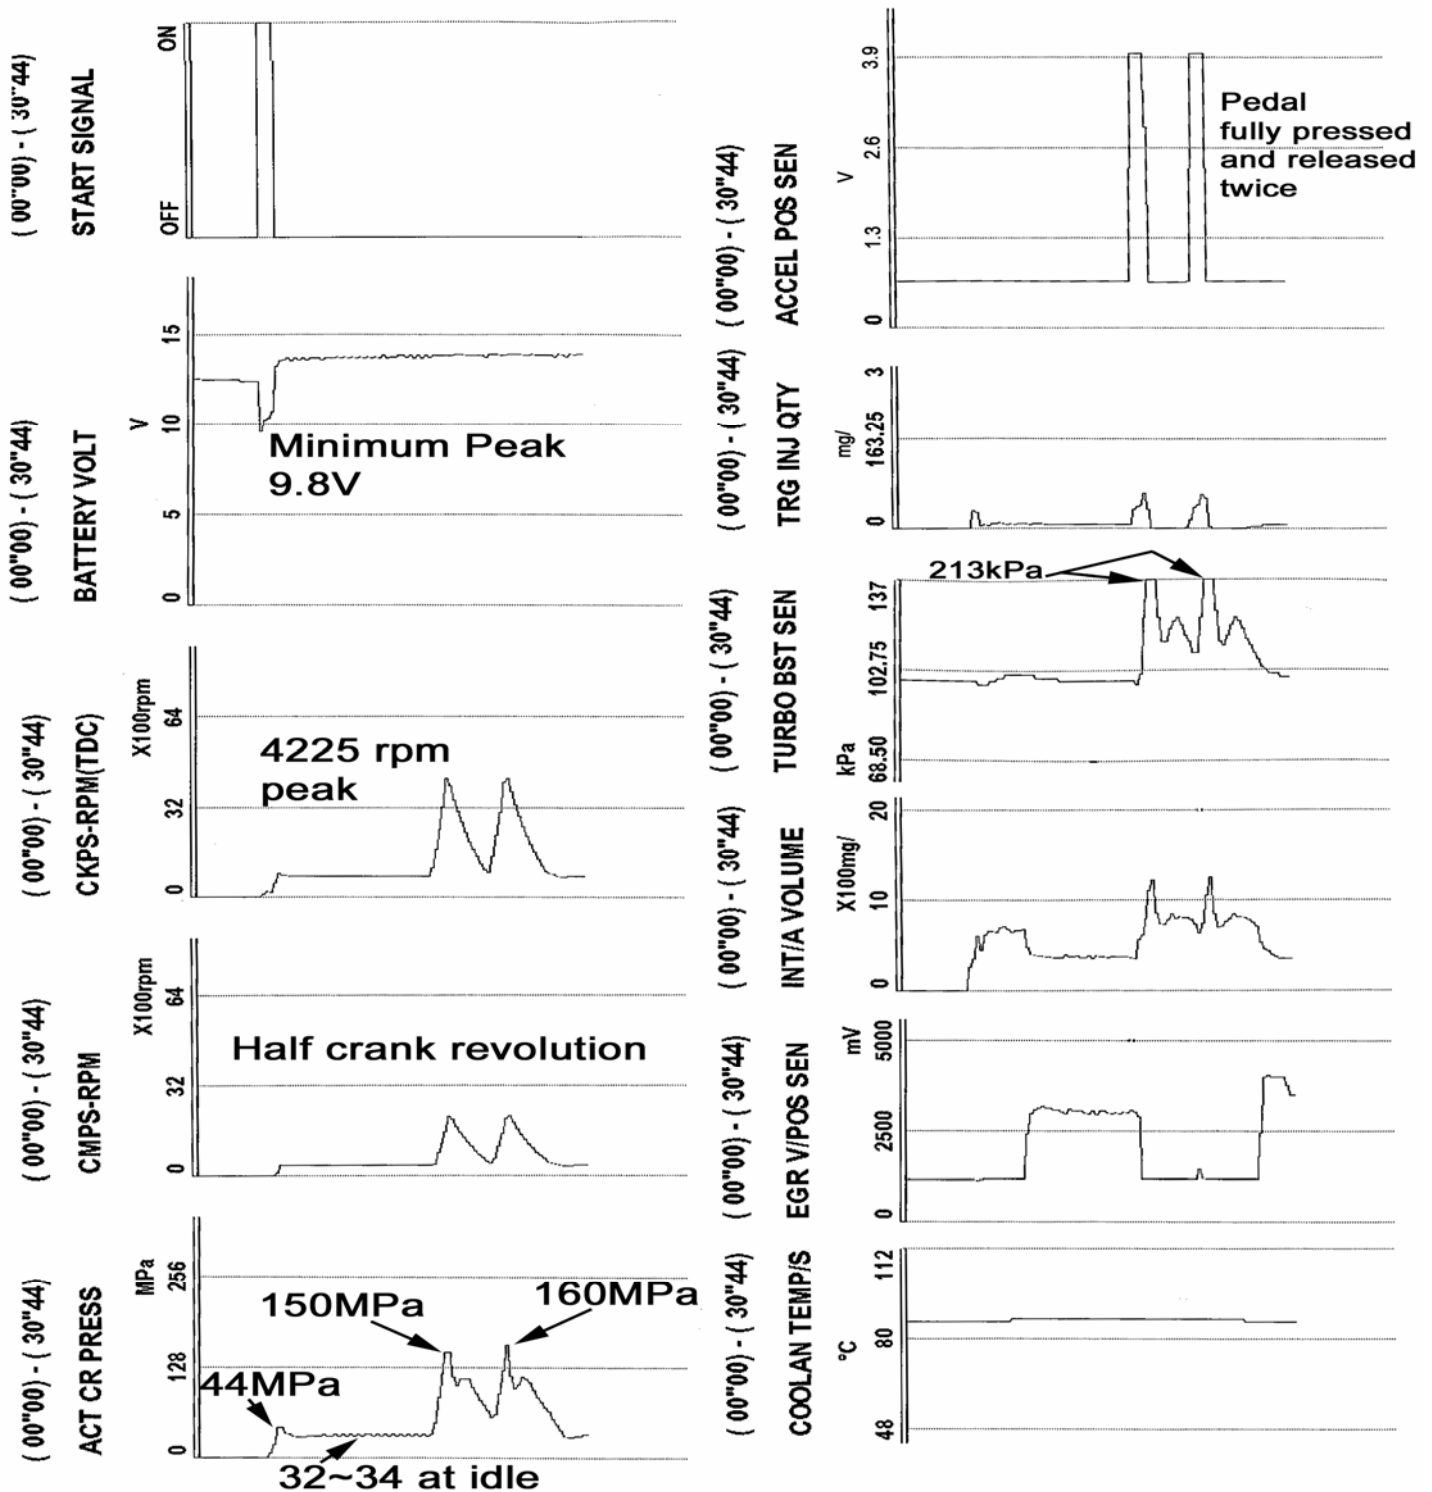 ( 00"00) - ( 30"44)
START SIGNAL
OFF
ON
( 00"00) - ( 30"44)
BATTERY VOLT
V
0
5
10
15
Minimum Peak
9.8V
( 00"00) - ( 30"44)
CKPS-RPM(TDC)
X100rpm
0
32
64
4225 rpm
peak
( 00"00) - ( 30"44)
CMPS-RPM
X100rpm
0
32
64
Half crank revolution
( 00"00) - ( 30"44)
ACT CR PRESS
MPa
0
128
256
150MPa
160MPa
44MPa
32~34 at idle
( 00"00) - ( 30"44)
ACCEL POS SEN
V
0
1.3
2.6
3.9
Pedal
fully pressed
and released
twice
( 00"00) - ( 30"44)
TRG INJ QTY
mg/
0
163.25
3
( 00"00) - ( 30"44)
TURBO BST SEN
kPa
68.50
102.75
137
213kPa
( 00"00) - ( 30"44)
INT/A VOLUME
X100mg/
0
10
20
( 00"00) - ( 30"44)
EGR V/POS SEN
mV
0
2500
5000
( 00"00) - ( 30"44)
COOLAN TEMP/S
°C
48
80
112